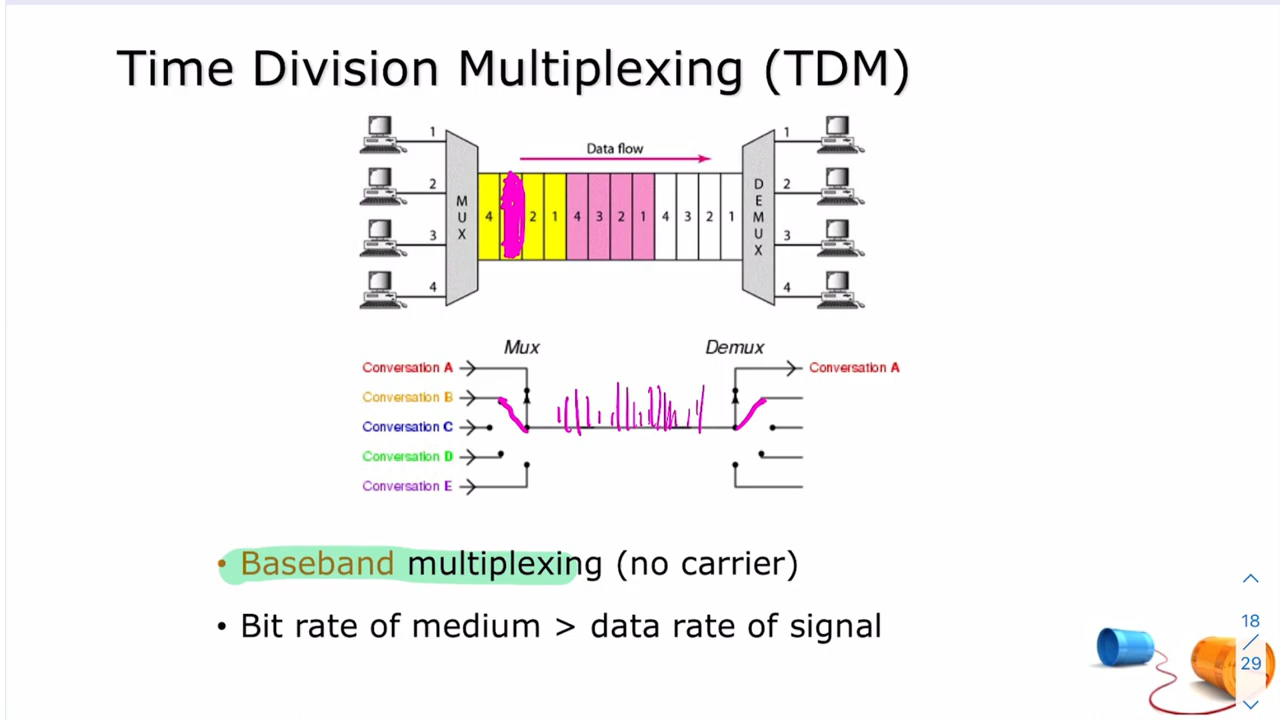 Time Division Multiplexing (TDM)
1
Data flow
1
2
2
MUX
4 2 1 4 3 2 1 4 3 2 1
DEMUX
3
3
4
4
Mux
Demux
Conversation A
Conversation A
Conversation B
Conversation C
Conversation D
Conversation E
• Baseband multiplexing (no carrier)
• Bit rate of medium > data rate of signal
18
/
29